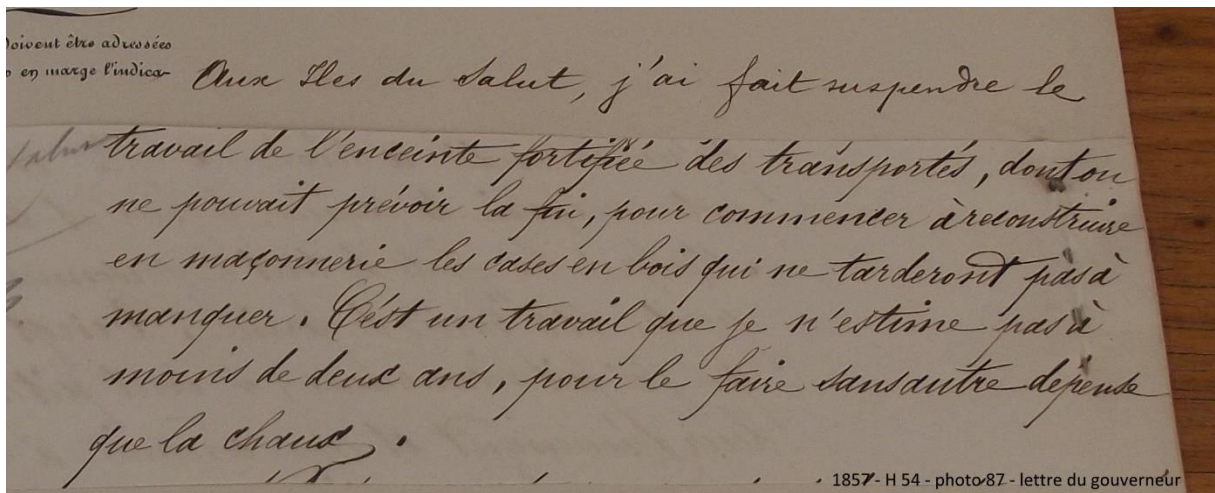 doivent être adressées
en marge l'indica-
Aux Iles du Salut, j'ai fait suspendre le
travail de l'enceinte fortifiée des transportés, dont on
ne pouvait prévoir la fin, pour commencer à reconstruire
en maçonnerie les cases en bois qui ne tarderont pas à
manquer. C'est un travail que je n'estime pas à
moins de deux ans, pour le faire sans autre dépense
que la chaux.
1857 - H 54 - photo 87 - lettre du gouverneur